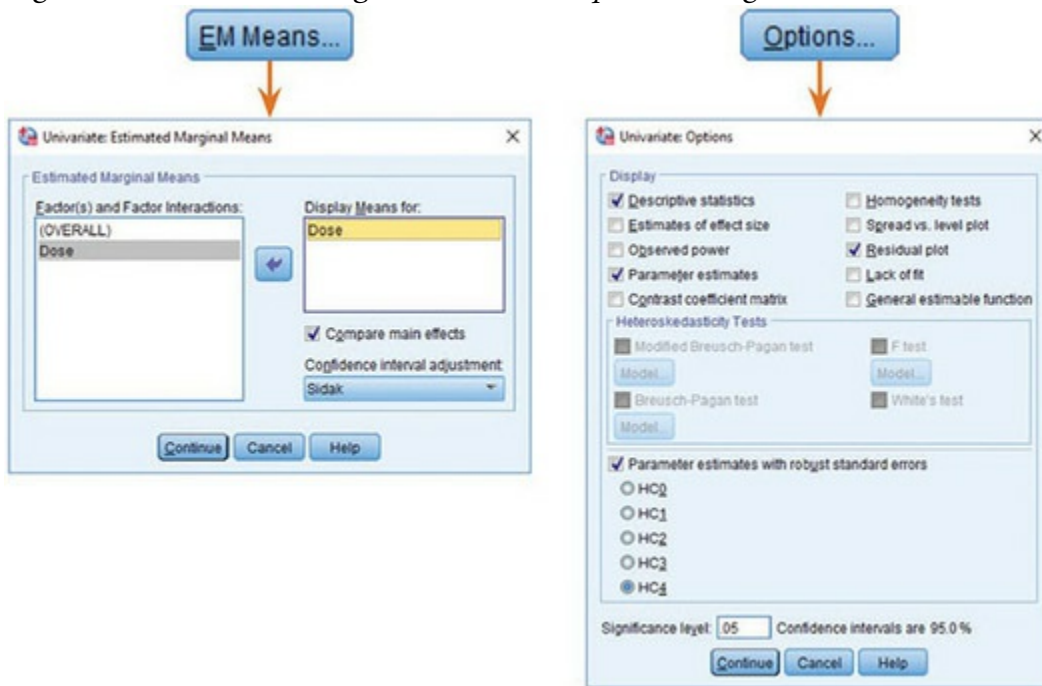 EM Means...
Options...
Univariate: Estimated Marginal Means
Estimated Marginal Means
Factor(s) and Factor Interactions:
(OVERALL)
Dose
Display Means for:
Dose
Compare main effects
Confidence interval adjustment
Sidak
Continue
Cancel
Help
Univariate: Options
Display
Descriptive statistics
Homogeneity tests
Estimates of effect size
Spread vs. level plot
Observed power
Residual plot
Parameter estimates
Lack of fit
Contrast coefficient matrix
General estimable function
Heteroskedasticity Tests
Modified Breusch-Pagan test
F test
Model...
Model...
Breusch-Pagan test
White's test
Model...
Parameter estimates with robust standard errors
HC0
HC1
HC2
HC3
HC4
Significance level: .05 Confidence intervals are 95.0 %
Continue
Cancel
Help